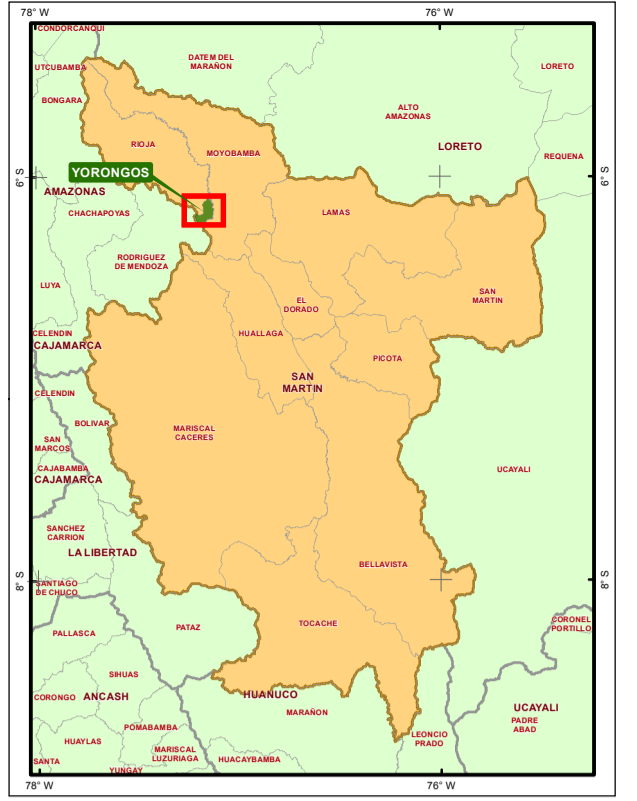 78° W
76° W
CONDORCANQUI
DATEM DEL
MARAÑON
UTCUBAMBA
LORETO
BONGARA
ALTO
AMAZONAS
RIOJA
LORETO
MOYOBAMBA
REQUENA
YORONGOS
6° S
6° S
AMAZONAS
CHACHAPOYAS
LAMAS
RODRIGUEZ
DE MENDOZA
LUYA
SAN
MARTIN
EL
DORADO
CELENDIN
HUALLAGA
CAJAMARCA
PICOTA
SAN
MARTIN
CELENDIN
BOLIVAR
MARISCAL
CACERES
SAN
MARCOS
CAJABAMBA
UCAYALI
CAJAMARCA
SANCHEZ
CARRION
LA LIBERTAD
BELLAVISTA
8° S
8° S
SANTIAGO
DE CHUCO
CORONEL
PORTILLO
TOCACHE
PATAZ
PALLASCA
SIHUAS
CORONGO
ANCASH
HUANUCO
MARAÑON
UCAYALI
PADRE
ABAD
POMABAMBA
LEONCIO
PRADO
HUAYLAS
MARISCAL
LUZURIAGA
HUACAYBAMBA
SANTA
YUNGAY
78° W
76° W